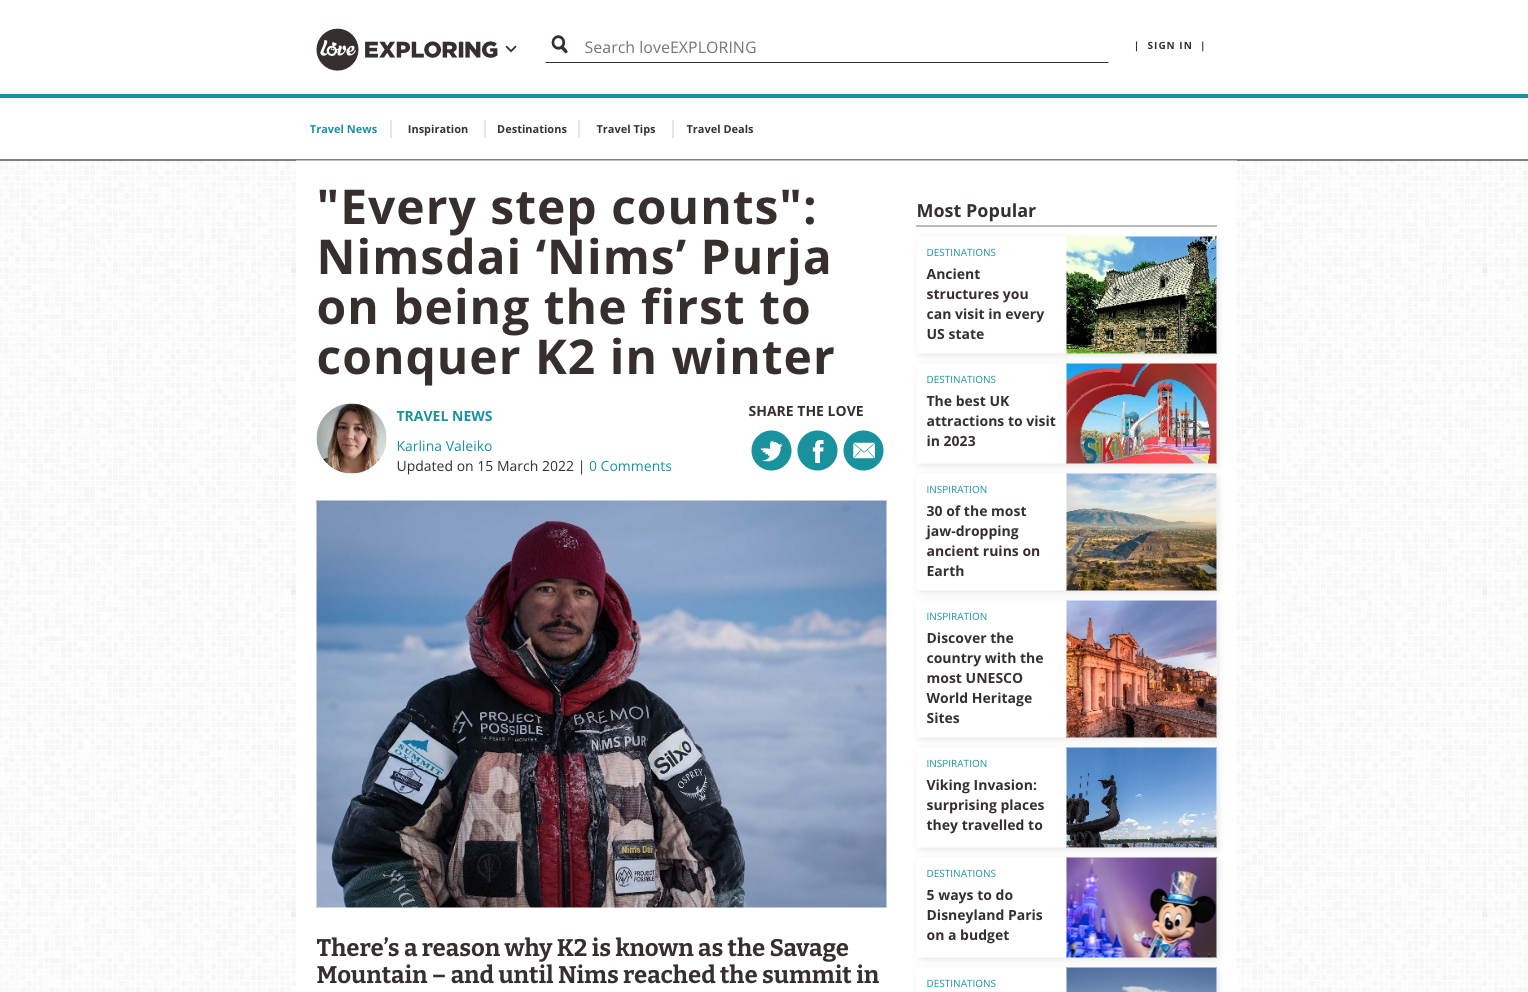 love EXPLORING
Search loveEXPLORING
| SIGN IN |
Travel News
Inspiration
Destinations
Travel Tips
Travel Deals
"Every step counts":
Nimsdai ‘Nims’ Purja
on being the first to
conquer K2 in winter
TRAVEL NEWS
Karlina Valeiko
Updated on 15 March 2022 | 0 Comments
SHARE THE LOVE
PROJECT
POSSIBLE
BREMO
NIMS PUR
SUMMIT
Silxo
OSPREY
Nims Dai
PROJECT
POSSIBLE
There’s a reason why K2 is known as the Savage
Mountain – and until Nims reached the summit in
Most Popular
DESTINATIONS
Ancient
structures you
can visit in every
US state
DESTINATIONS
The best UK
attractions to visit
in 2023
INSPIRATION
30 of the most
jaw-dropping
ancient ruins on
Earth
INSPIRATION
Discover the
country with the
most UNESCO
World Heritage
Sites
INSPIRATION
Viking Invasion:
surprising places
they travelled to
DESTINATIONS
5 ways to do
Disneyland Paris
on a budget
DESTINATIONS